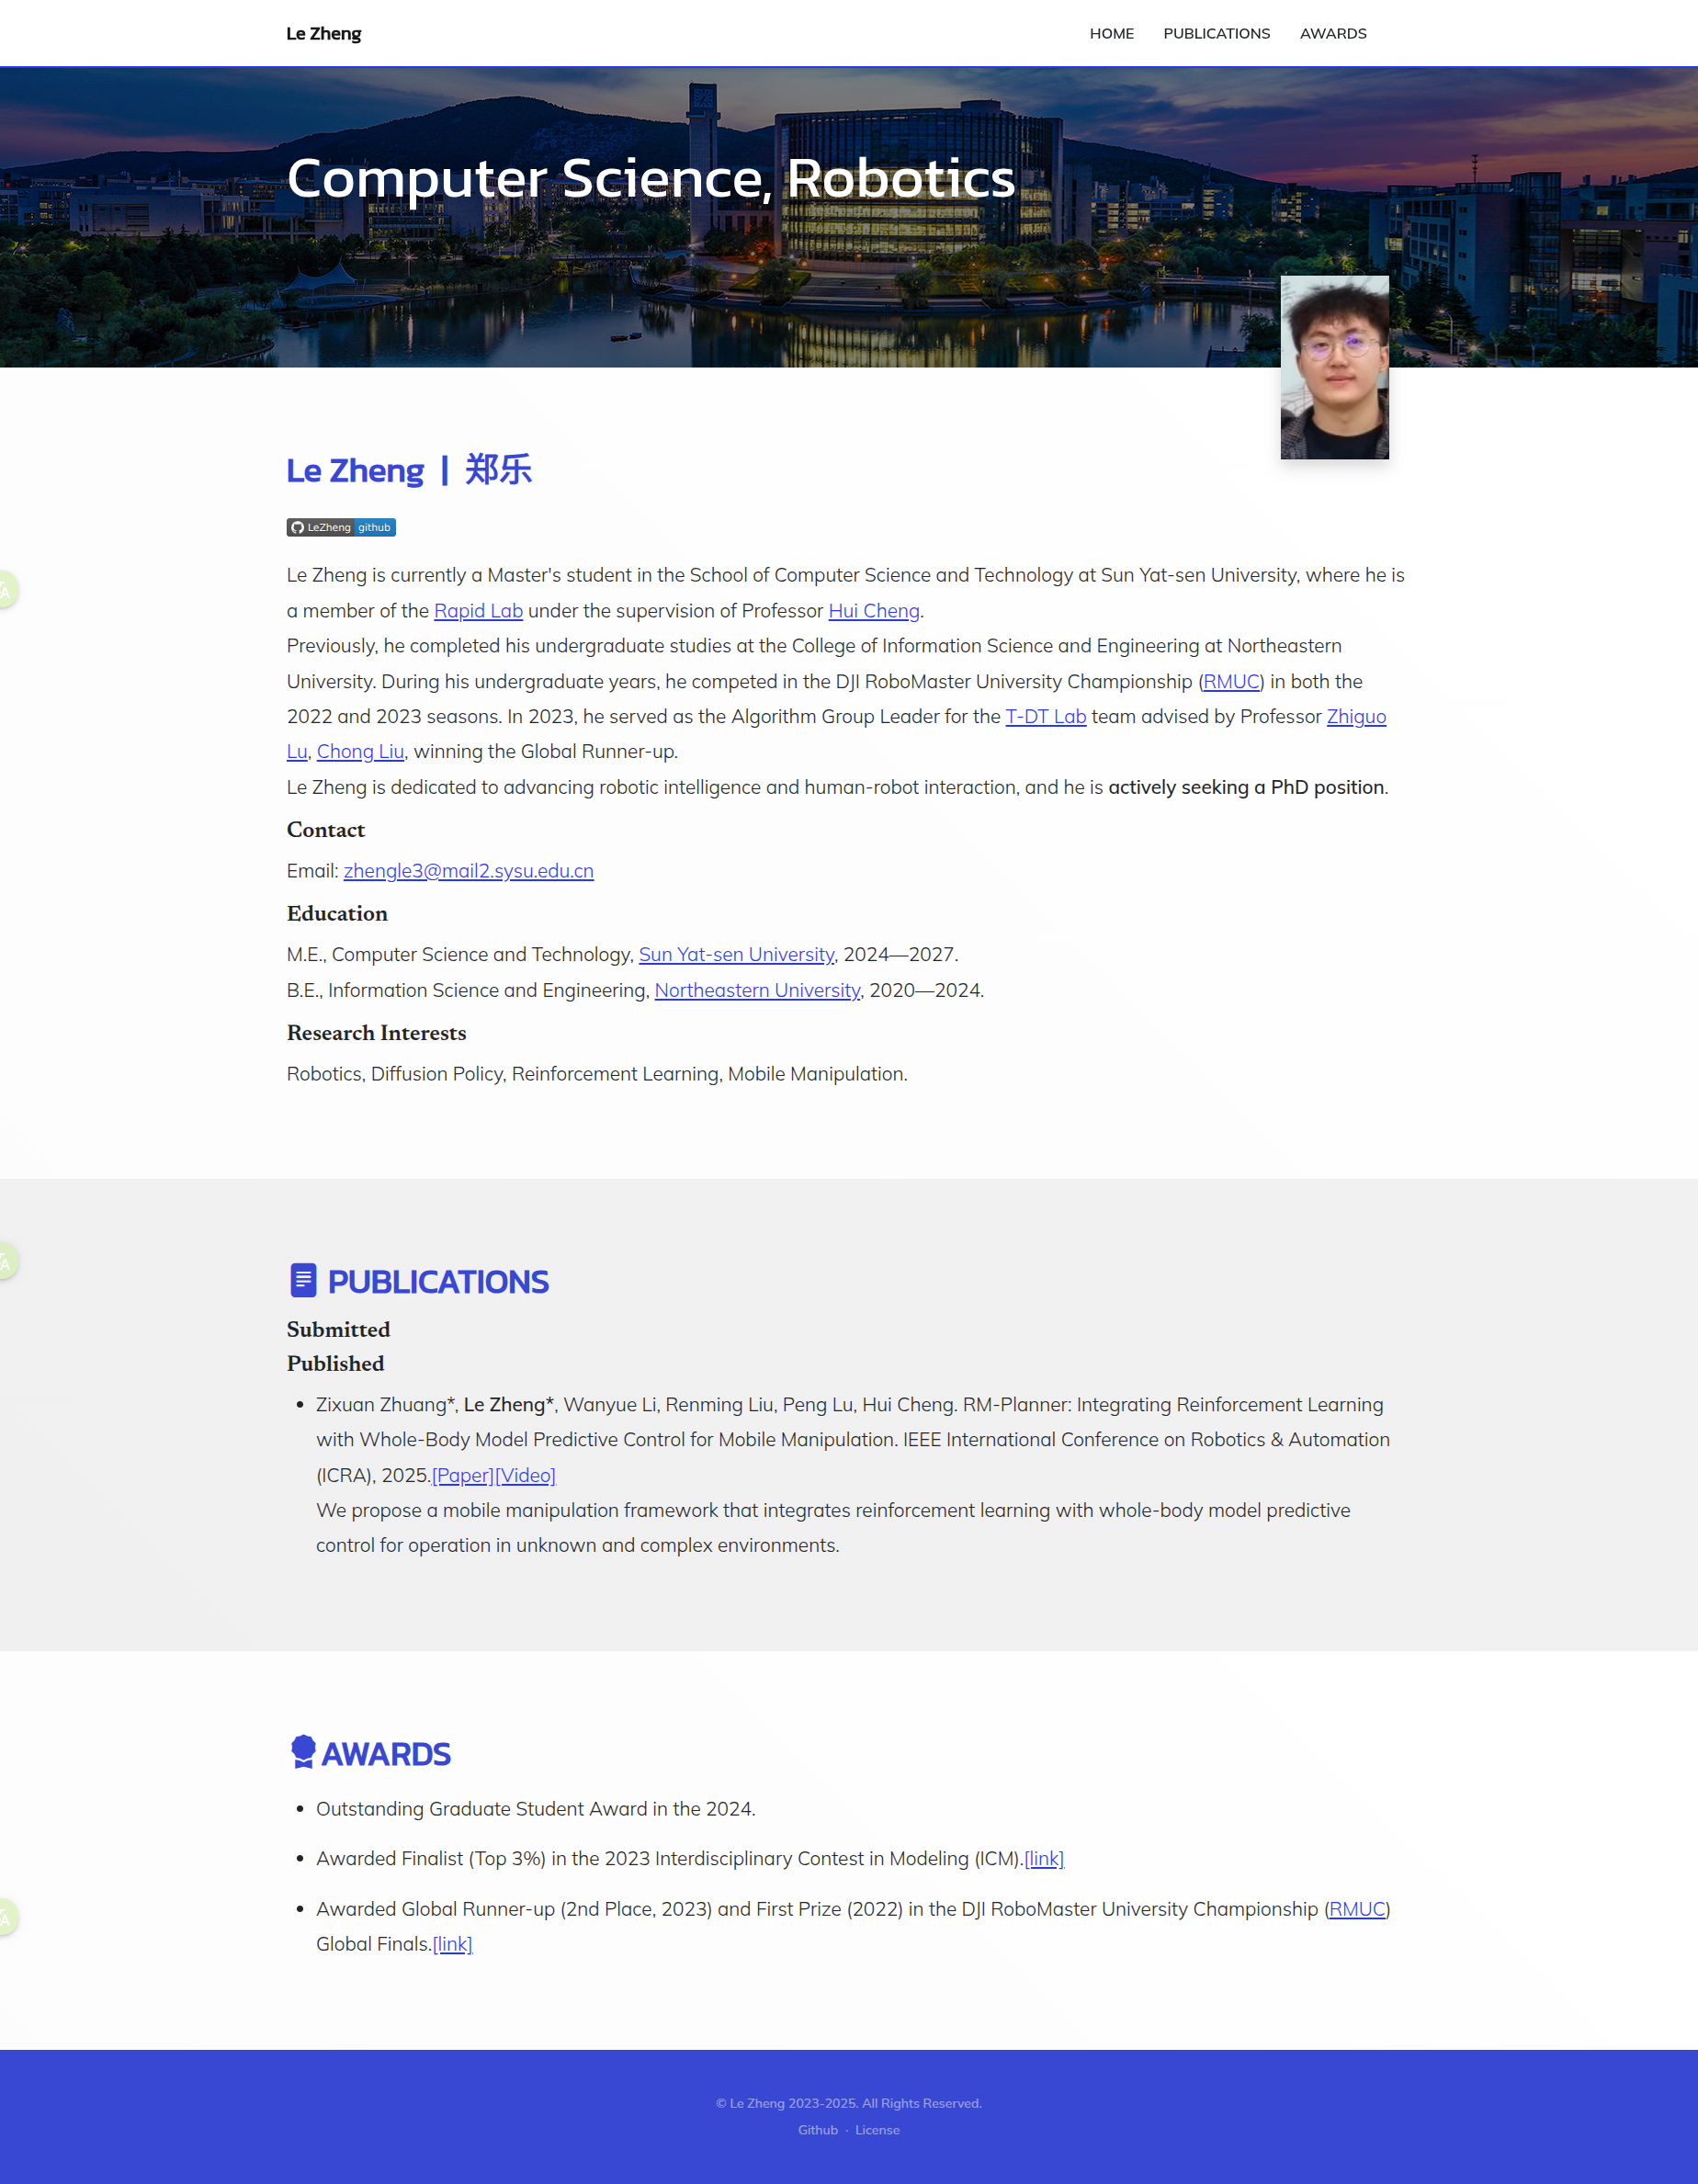 Le Zheng
HOME PUBLICATIONS AWARDS
Computer Science, Robotics
Le Zheng | 郑乐
LeZheng github
Le Zheng is currently a Master's student in the School of Computer Science and Technology at Sun Yat-sen University, where he is
a member of the Rapid Lab under the supervision of Professor Hui Cheng.
Previously, he completed his undergraduate studies at the College of Information Science and Engineering at Northeastern
University. During his undergraduate years, he competed in the DJI RoboMaster University Championship (RMUC) in both the
2022 and 2023 seasons. In 2023, he served as the Algorithm Group Leader for the T-DT Lab team advised by Professor Zhiguo
Lu, Chong Liu, winning the Global Runner-up.
Le Zheng is dedicated to advancing robotic intelligence and human-robot interaction, and he is actively seeking a PhD position.
Contact
Email: zhengle3@mail2.sysu.edu.cn
Education
M.E., Computer Science and Technology, Sun Yat-sen University, 2024—2027.
B.E., Information Science and Engineering, Northeastern University, 2020—2024.
Research Interests
Robotics, Diffusion Policy, Reinforcement Learning, Mobile Manipulation.
PUBLICATIONS
Submitted
Published
• Zixuan Zhuang*, Le Zheng*, Wanyue Li, Renming Liu, Peng Lu, Hui Cheng. RM-Planner: Integrating Reinforcement Learning
with Whole-Body Model Predictive Control for Mobile Manipulation. IEEE International Conference on Robotics & Automation
(ICRA), 2025.[Paper][Video]
We propose a mobile manipulation framework that integrates reinforcement learning with whole-body model predictive
control for operation in unknown and complex environments.
AWARDS
• Outstanding Graduate Student Award in the 2024.
• Awarded Finalist (Top 3%) in the 2023 Interdisciplinary Contest in Modeling (ICM).[link]
• Awarded Global Runner-up (2nd Place, 2023) and First Prize (2022) in the DJI RoboMaster University Championship (RMUC)
Global Finals.[link]
© Le Zheng 2023-2025. All Rights Reserved.
Github · License